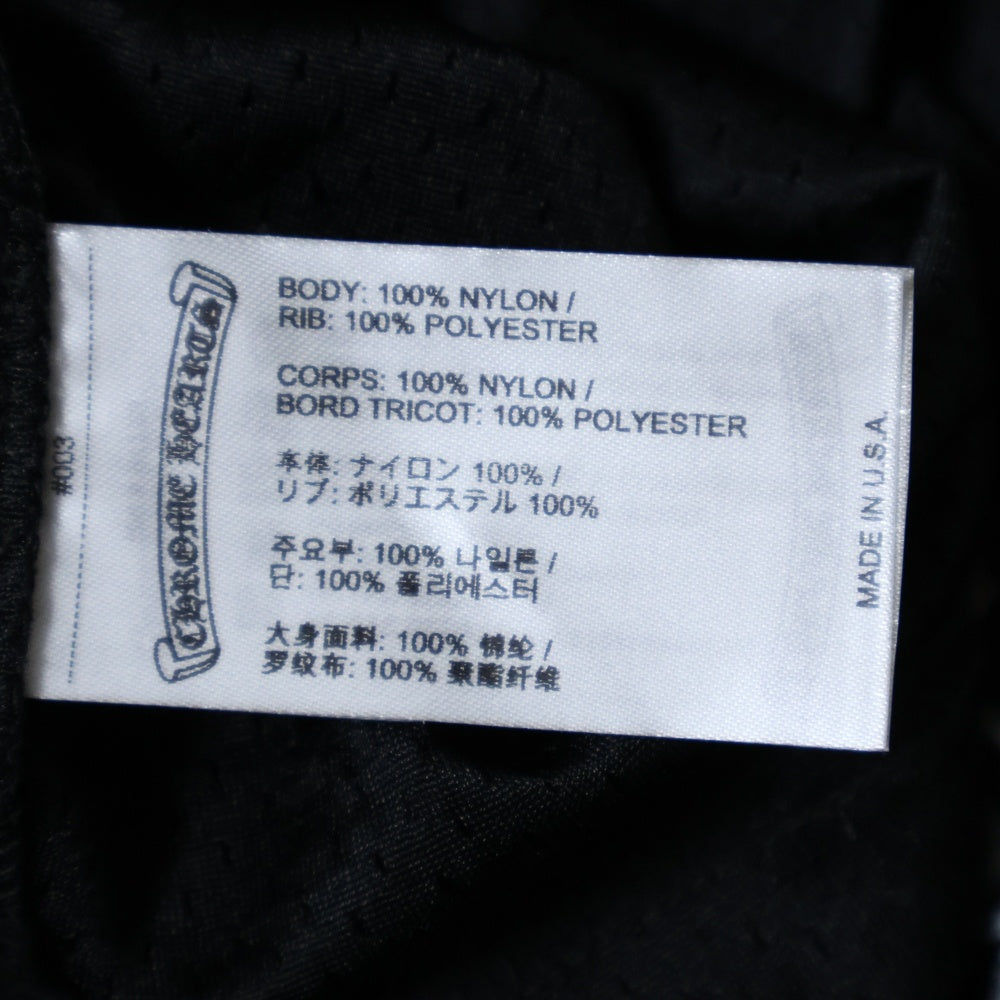 #003
CHROME HEARTS
BODY: 100% NYLON /
RIB: 100% POLYESTER
CORPS: 100% NYLON /
BORD TRICOT: 100% POLYESTER
本体: ナイロン 100% /
リブ: ポリエステル 100%
주요부: 100% 나일론 /
단: 100% 폴리에스터
大身面料: 100% 锦纶 /
罗纹布: 100% 聚酯纤维
MADE IN U.S.A.